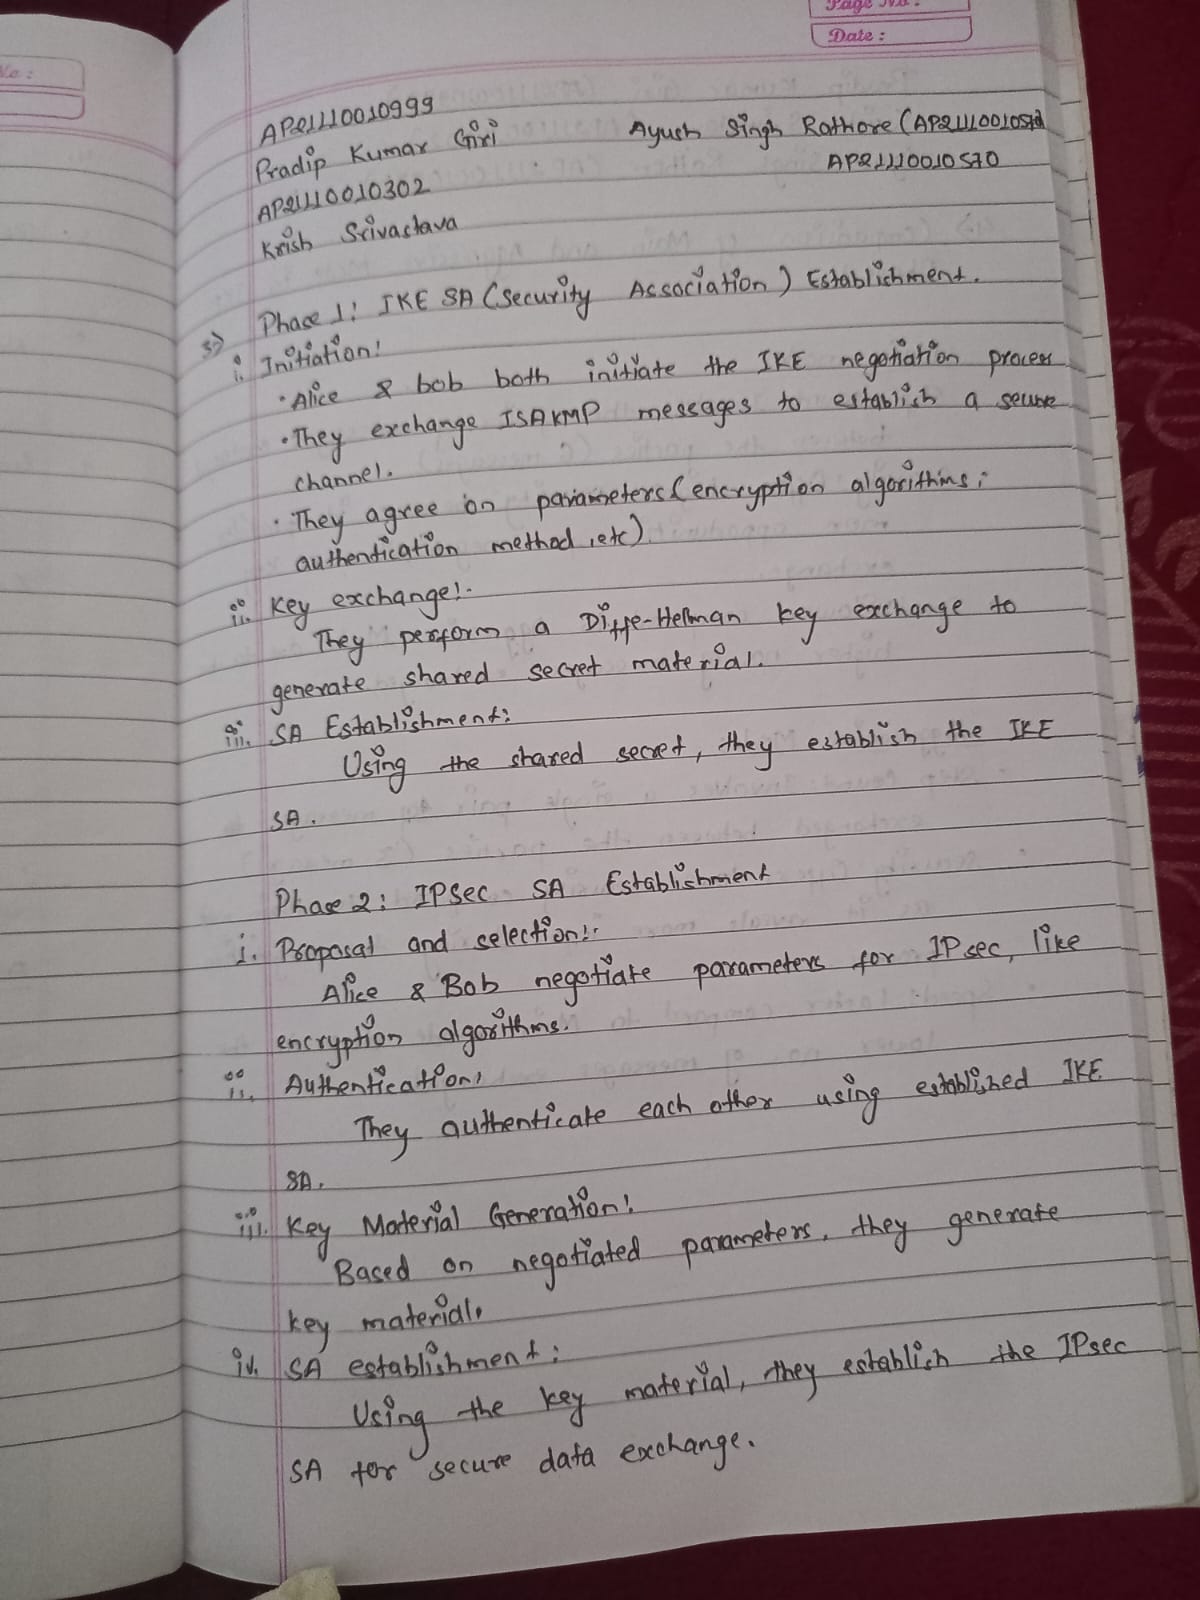 Page No :
Date :
No :
AP21110010999
Pradip Kumar Giri
Ayush Singh Rathore (AP21110010570)
AP21110010302
AP21110010570
Krish Srivastava
3) Phase 1: IKE SA (Security Association) Establishment.
i. Initiation:
• Alice & bob both initiate the IKE negotiation process
• They exchange ISAKMP messages to establish a secure
channel.
• They agree on parameters (encryption algorithms,
authentication method, etc)
ii. Key exchange:-
They perform a Diffe-Helman key exchange to
generate shared secret material.
iii. SA Establishment:
Using the shared secret, they establish the IKE
SA.
Phase 2: IPSec SA Establishment
i. Proposal and selection:-
Alice & Bob negotiate parameters for IPsec, like
encryption algorithms.
ii. Authentication:
They authenticate each other using established IKE
SA.
iii. Key Material Generation:
Based on negotiated parameters, they generate
key material.
iv. SA establishment:
Using the key material, they establish the IPsec
SA for secure data exchange.